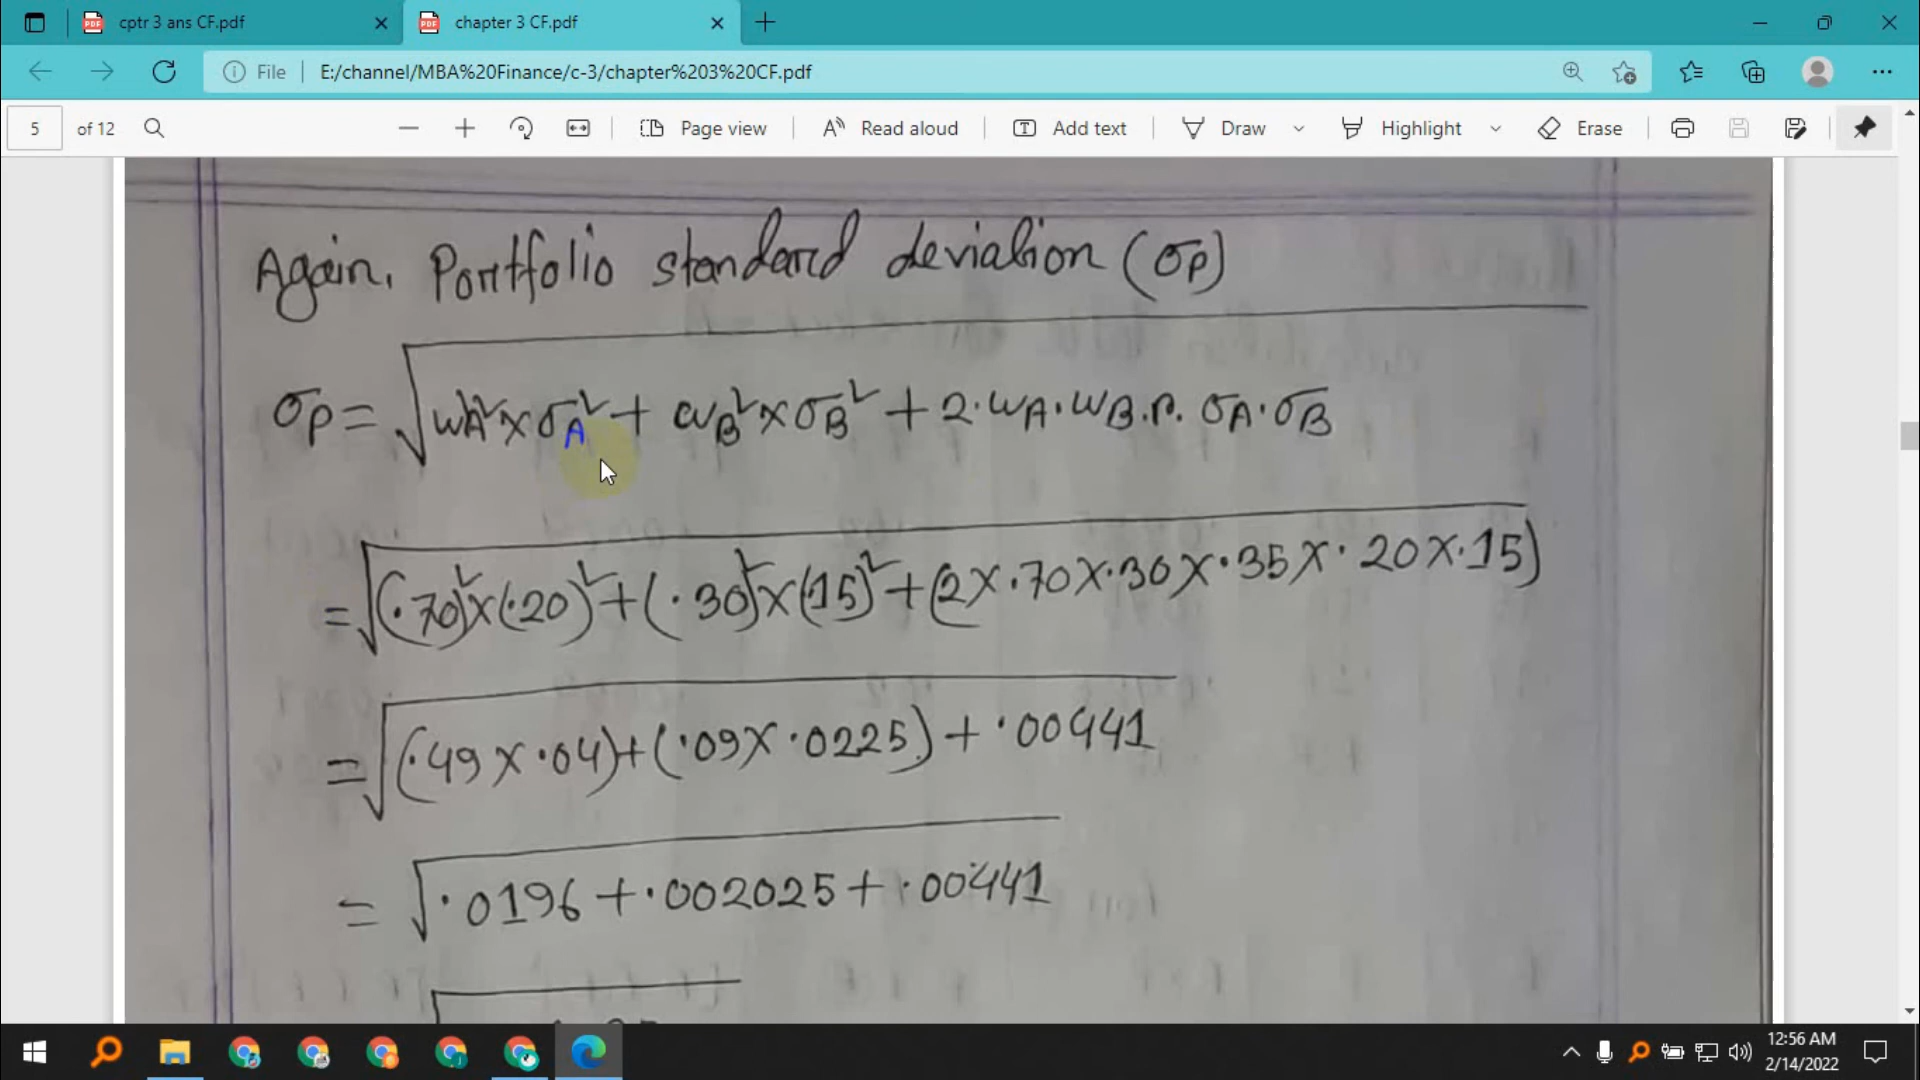 cptr 3 ans CF.pdf
chapter 3 CF.pdf
File
E:/channel/MBA%20Finance/c-3/chapter%203%20CF.pdf
5 of 12
Page view
Read aloud
Add text
Draw
Highlight
Erase
Again, Portfolio standard deviation (σp)
σp = √wA² × σA² + wB² × σB² + 2·wA·wB·ρ. σA·σB
= √(·70)² × (·20)² + (·30)² × (·15)² + (2 × ·70 × ·30 × ·35 × ·20 × ·15)
= √(·49 × ·04) + (·09 × ·0225) + ·00441
= √·0196 + ·002025 + ·00441
12:56 AM
2/14/2022